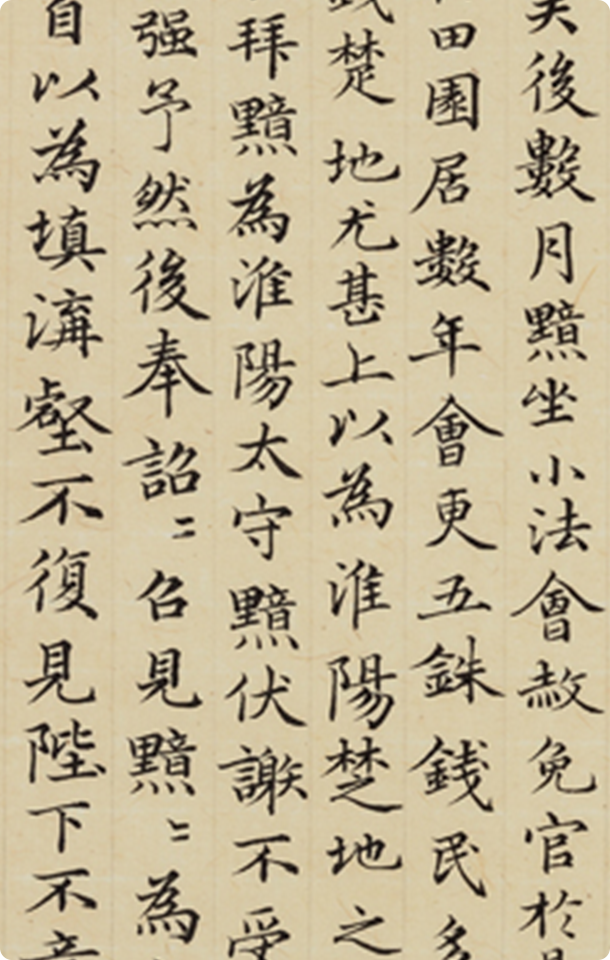 後數月黯坐小法會赦免官於
田園居數年會更五銖錢民多
錢楚地尤甚上以為淮陽楚地之
拜黯為淮陽太守黯伏謝不受
强予然後奉詔〻召見黯〻為
自以為填溝壑不復見陛下不意